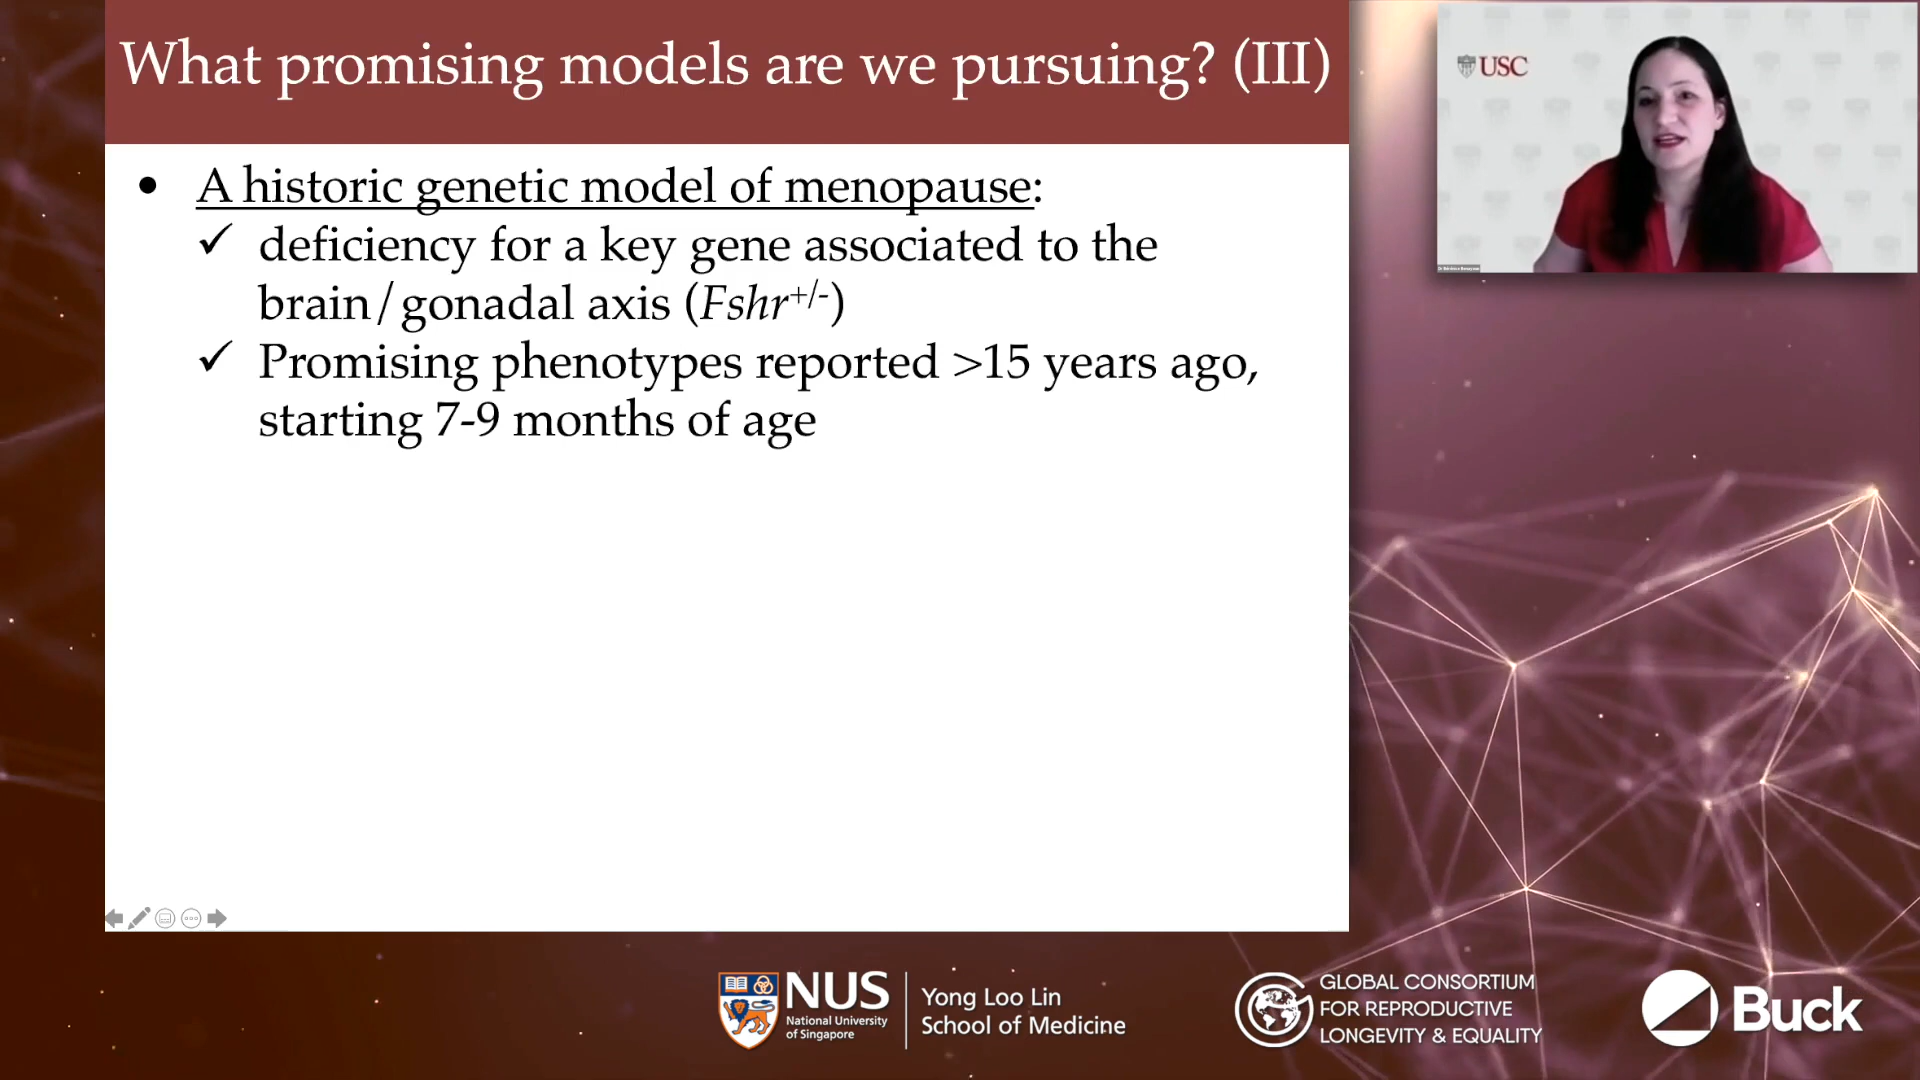 What promising models are we pursuing? (III)
USC
• A historic genetic model of menopause:
✓ deficiency for a key gene associated to the
brain/gonadal axis (Fshr+/-)
✓ Promising phenotypes reported >15 years ago,
starting 7-9 months of age
NUS
National University
of Singapore
Yong Loo Lin
School of Medicine
GLOBAL CONSORTIUM
FOR REPRODUCTIVE
LONGEVITY & EQUALITY
Buck